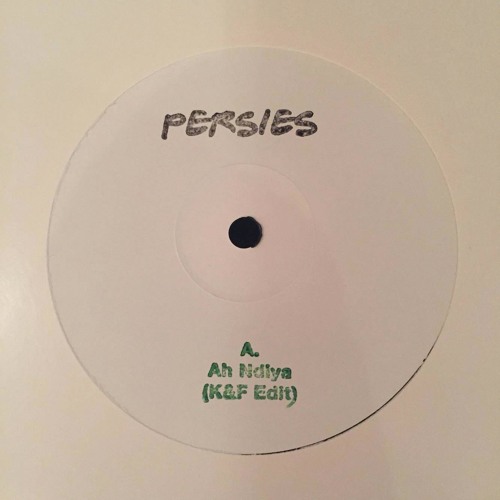 PERSIES
A.
Ah Ndiya
(K&F Edit)